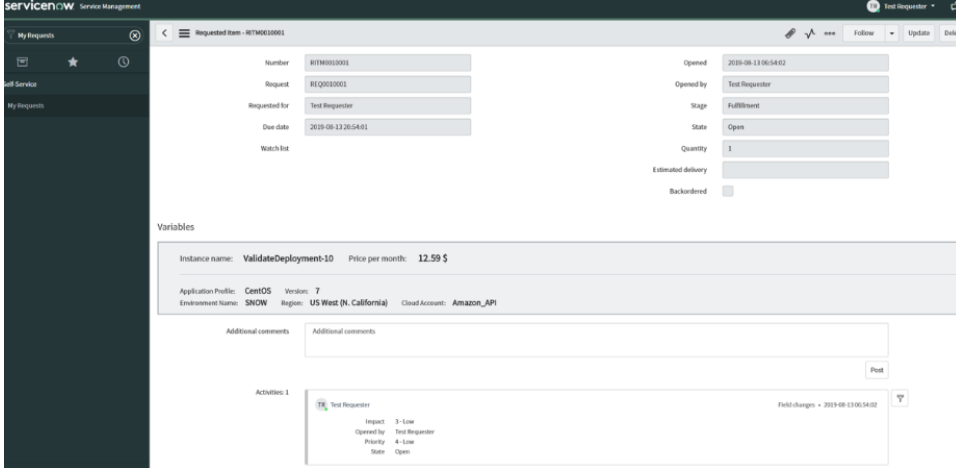 servicenow Service Management
TR Test Requester
My Requests
Requested Item - RITM0010001
Follow
Update
Dele
Self-Service
My Requests
Number RITM0010001
Opened 2019-08-13 06:54:02
Request REQ0010001
Opened by Test Requester
Requested for Test Requester
Stage Fulfillment
Due date 2019-08-13 20:54:01
State Open
Watch list
Quantity 1
Estimated delivery
Backordered
Variables
Instance name: ValidateDeployment-10 Price per month: 12.59 $
Application Profile: CentOS Version: 7
Environment Name: SNOW Region: US West (N. California) Cloud Account: Amazon_API
Additional comments
Additional comments
Post
Activities: 1
TR Test Requester
Field changes • 2019-08-13 06:54:02
Impact 3 - Low
Opened by Test Requester
Priority 4 - Low
State Open